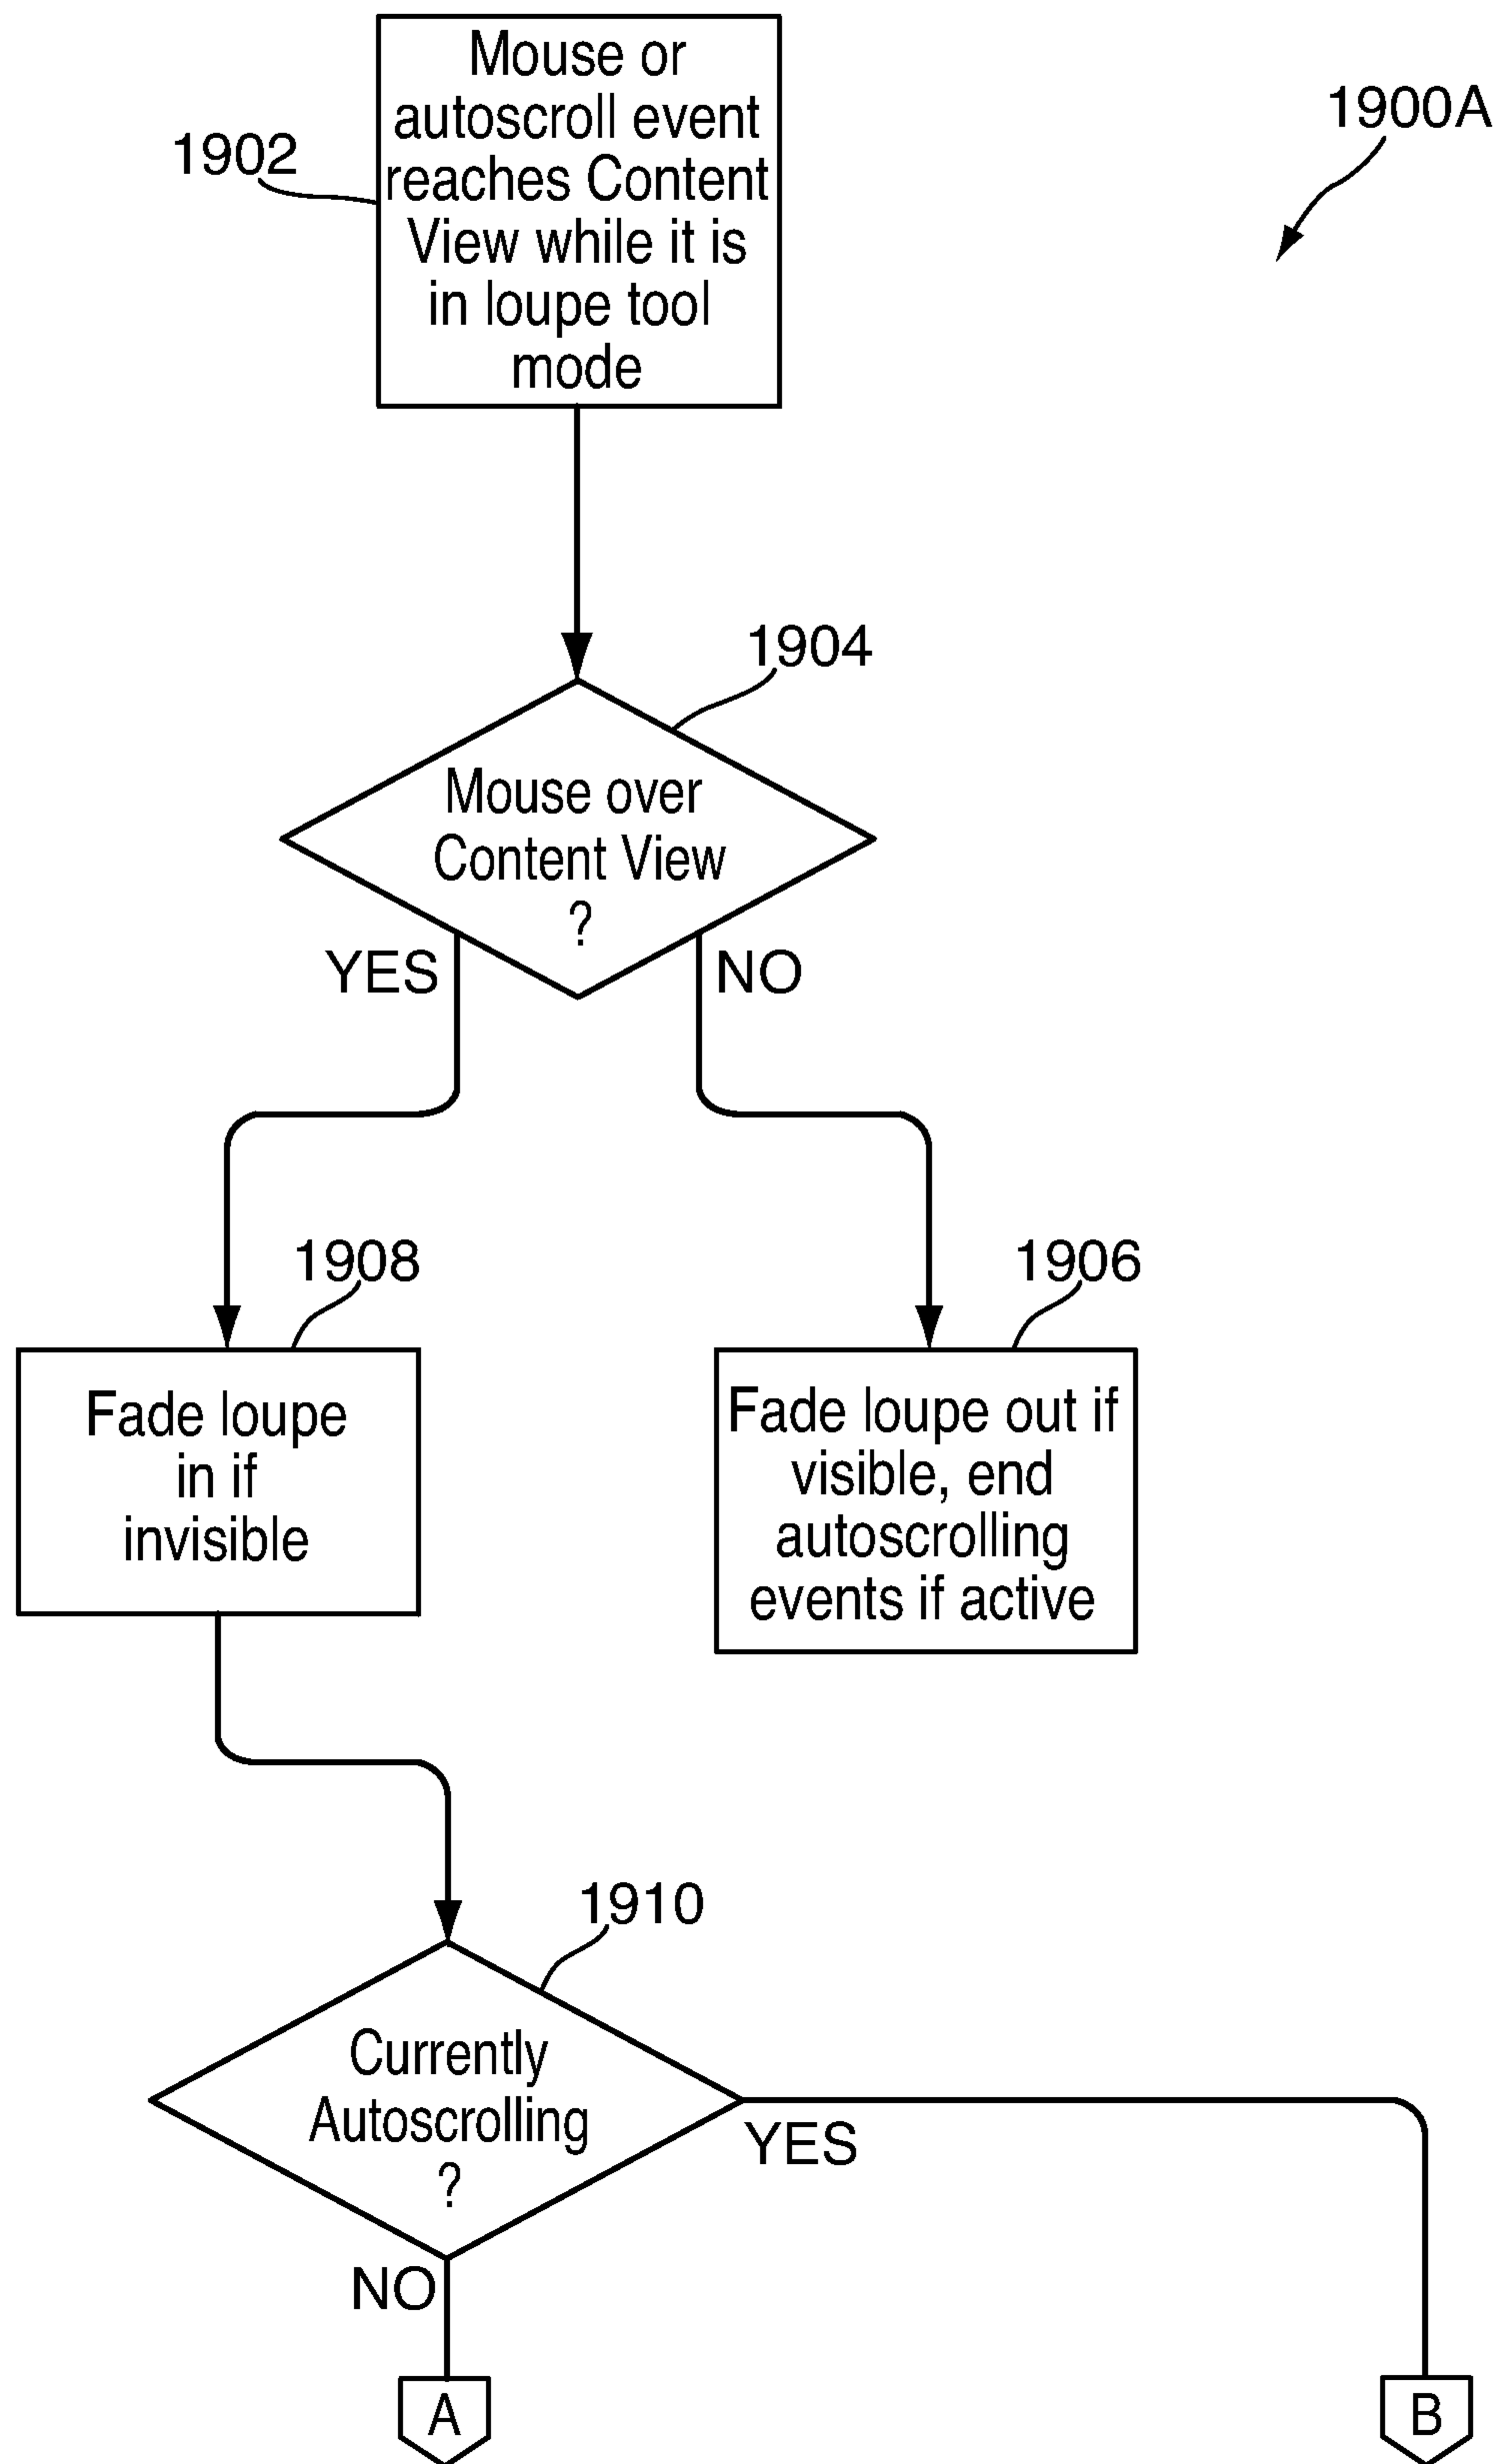 Mouse or
autoscroll event
reaches Content
View while it is
in loupe tool
mode
1902
1900A
1904
Mouse over
Content View
?
YES
NO
1908
1906
Fade loupe
in if
invisible
Fade loupe out if
visible, end
autoscrolling
events if active
1910
Currently
Autoscrolling
?
YES
NO
A
B